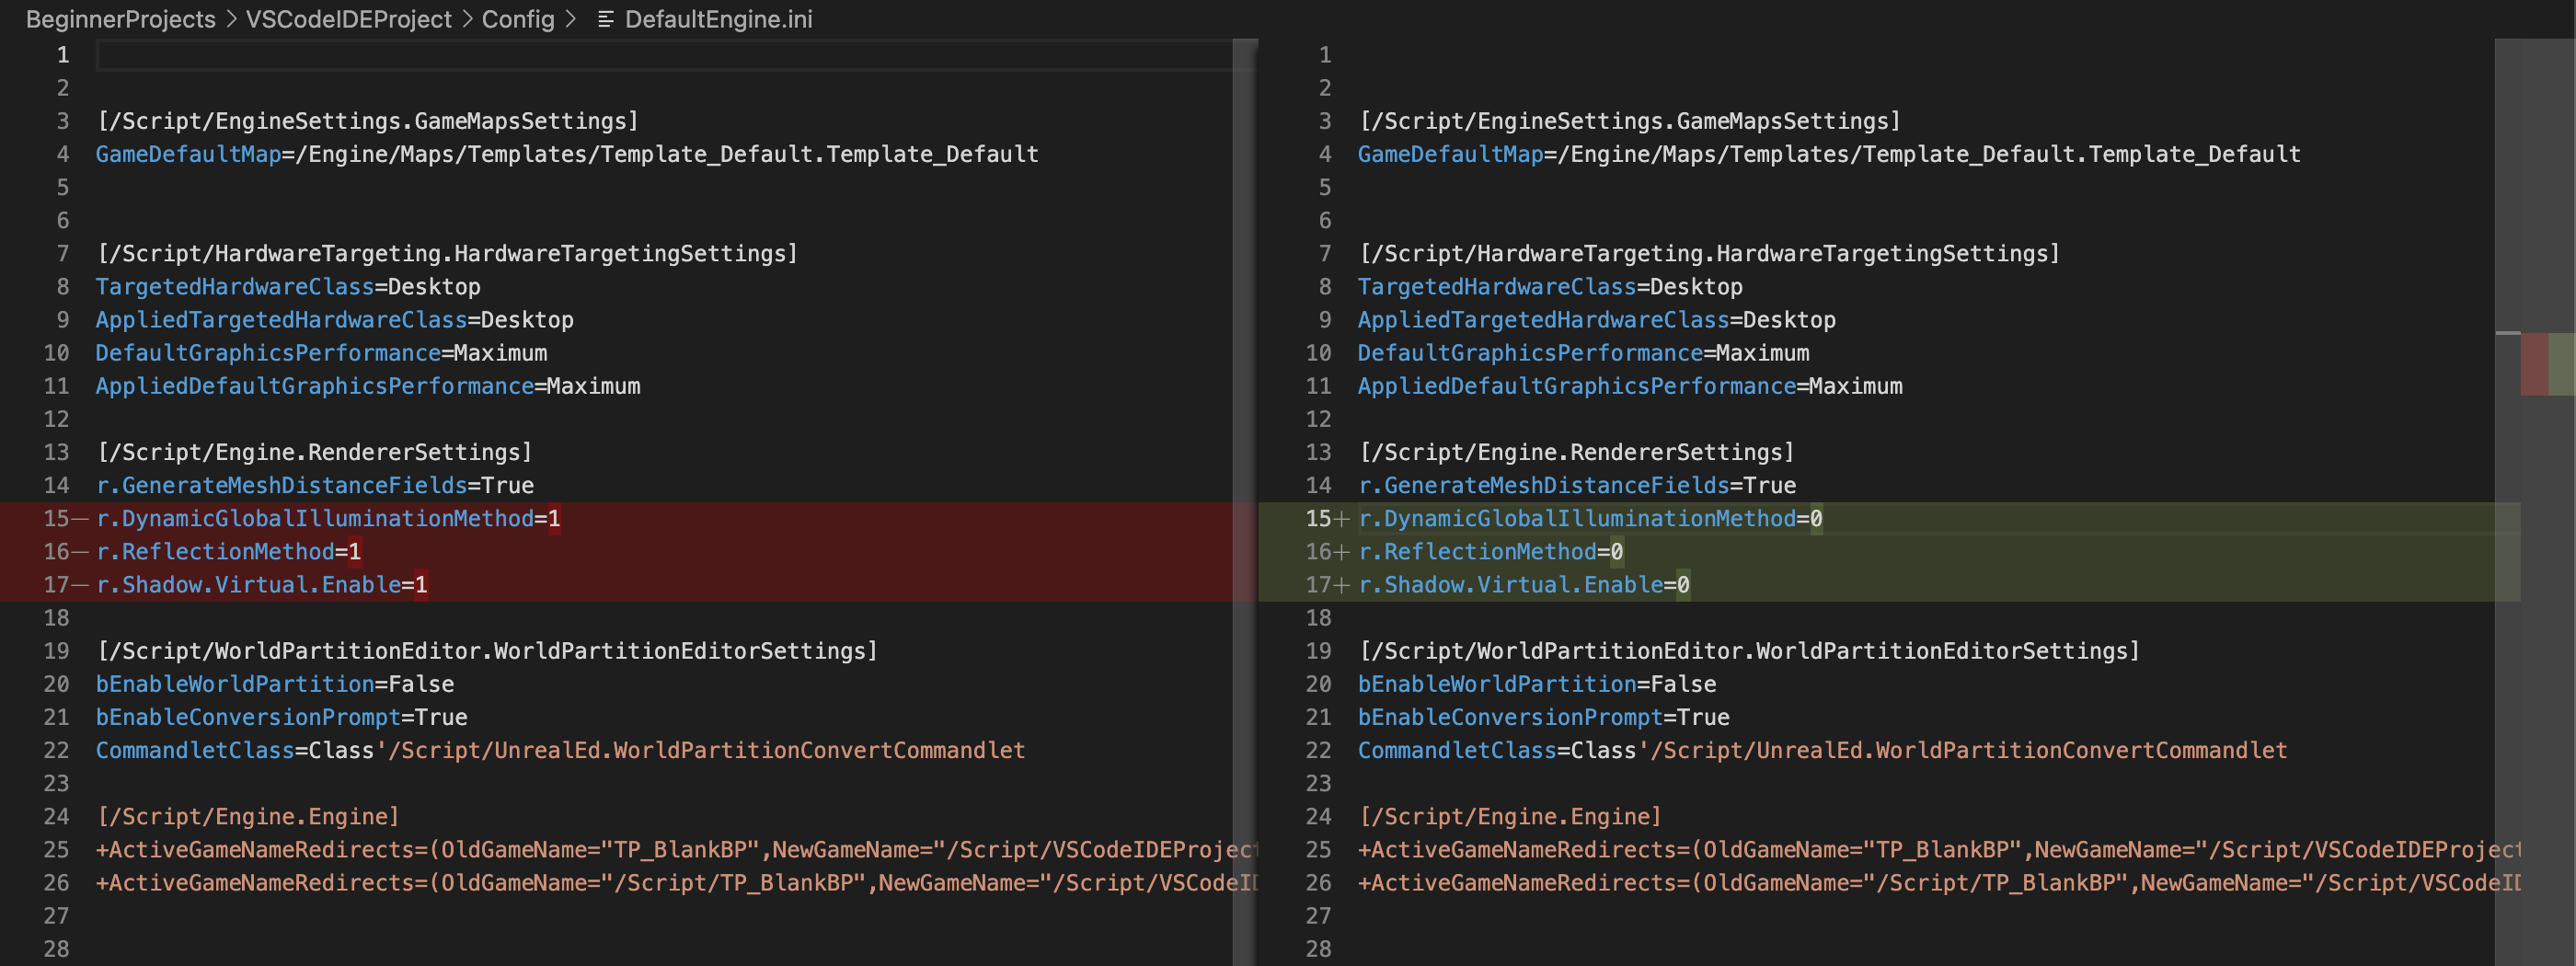 BeginnerProjects > VSCodeIDEProject > Config > DefaultEngine.ini
1
2
3 [/Script/EngineSettings.GameMapsSettings]
4 GameDefaultMap=/Engine/Maps/Templates/Template_Default.Template_Default
5
6
7 [/Script/HardwareTargeting.HardwareTargetingSettings]
8 TargetedHardwareClass=Desktop
9 AppliedTargetedHardwareClass=Desktop
10 DefaultGraphicsPerformance=Maximum
11 AppliedDefaultGraphicsPerformance=Maximum
12
13 [/Script/Engine.RendererSettings]
14 r.GenerateMeshDistanceFields=True
15— r.DynamicGlobalIlluminationMethod=1
16— r.ReflectionMethod=1
17— r.Shadow.Virtual.Enable=1
18
19 [/Script/WorldPartitionEditor.WorldPartitionEditorSettings]
20 bEnableWorldPartition=False
21 bEnableConversionPrompt=True
22 CommandletClass=Class'/Script/UnrealEd.WorldPartitionConvertCommandlet
23
24 [/Script/Engine.Engine]
25 +ActiveGameNameRedirects=(OldGameName="TP_BlankBP",NewGameName="/Script/VSCodeIDEProject
26 +ActiveGameNameRedirects=(OldGameName="/Script/TP_BlankBP",NewGameName="/Script/VSCodeID
27
28
1
2
3 [/Script/EngineSettings.GameMapsSettings]
4 GameDefaultMap=/Engine/Maps/Templates/Template_Default.Template_Default
5
6
7 [/Script/HardwareTargeting.HardwareTargetingSettings]
8 TargetedHardwareClass=Desktop
9 AppliedTargetedHardwareClass=Desktop
10 DefaultGraphicsPerformance=Maximum
11 AppliedDefaultGraphicsPerformance=Maximum
12
13 [/Script/Engine.RendererSettings]
14 r.GenerateMeshDistanceFields=True
15+ r.DynamicGlobalIlluminationMethod=0
16+ r.ReflectionMethod=0
17+ r.Shadow.Virtual.Enable=0
18
19 [/Script/WorldPartitionEditor.WorldPartitionEditorSettings]
20 bEnableWorldPartition=False
21 bEnableConversionPrompt=True
22 CommandletClass=Class'/Script/UnrealEd.WorldPartitionConvertCommandlet
23
24 [/Script/Engine.Engine]
25 +ActiveGameNameRedirects=(OldGameName="TP_BlankBP",NewGameName="/Script/VSCodeIDEProject
26 +ActiveGameNameRedirects=(OldGameName="/Script/TP_BlankBP",NewGameName="/Script/VSCodeID
27
28